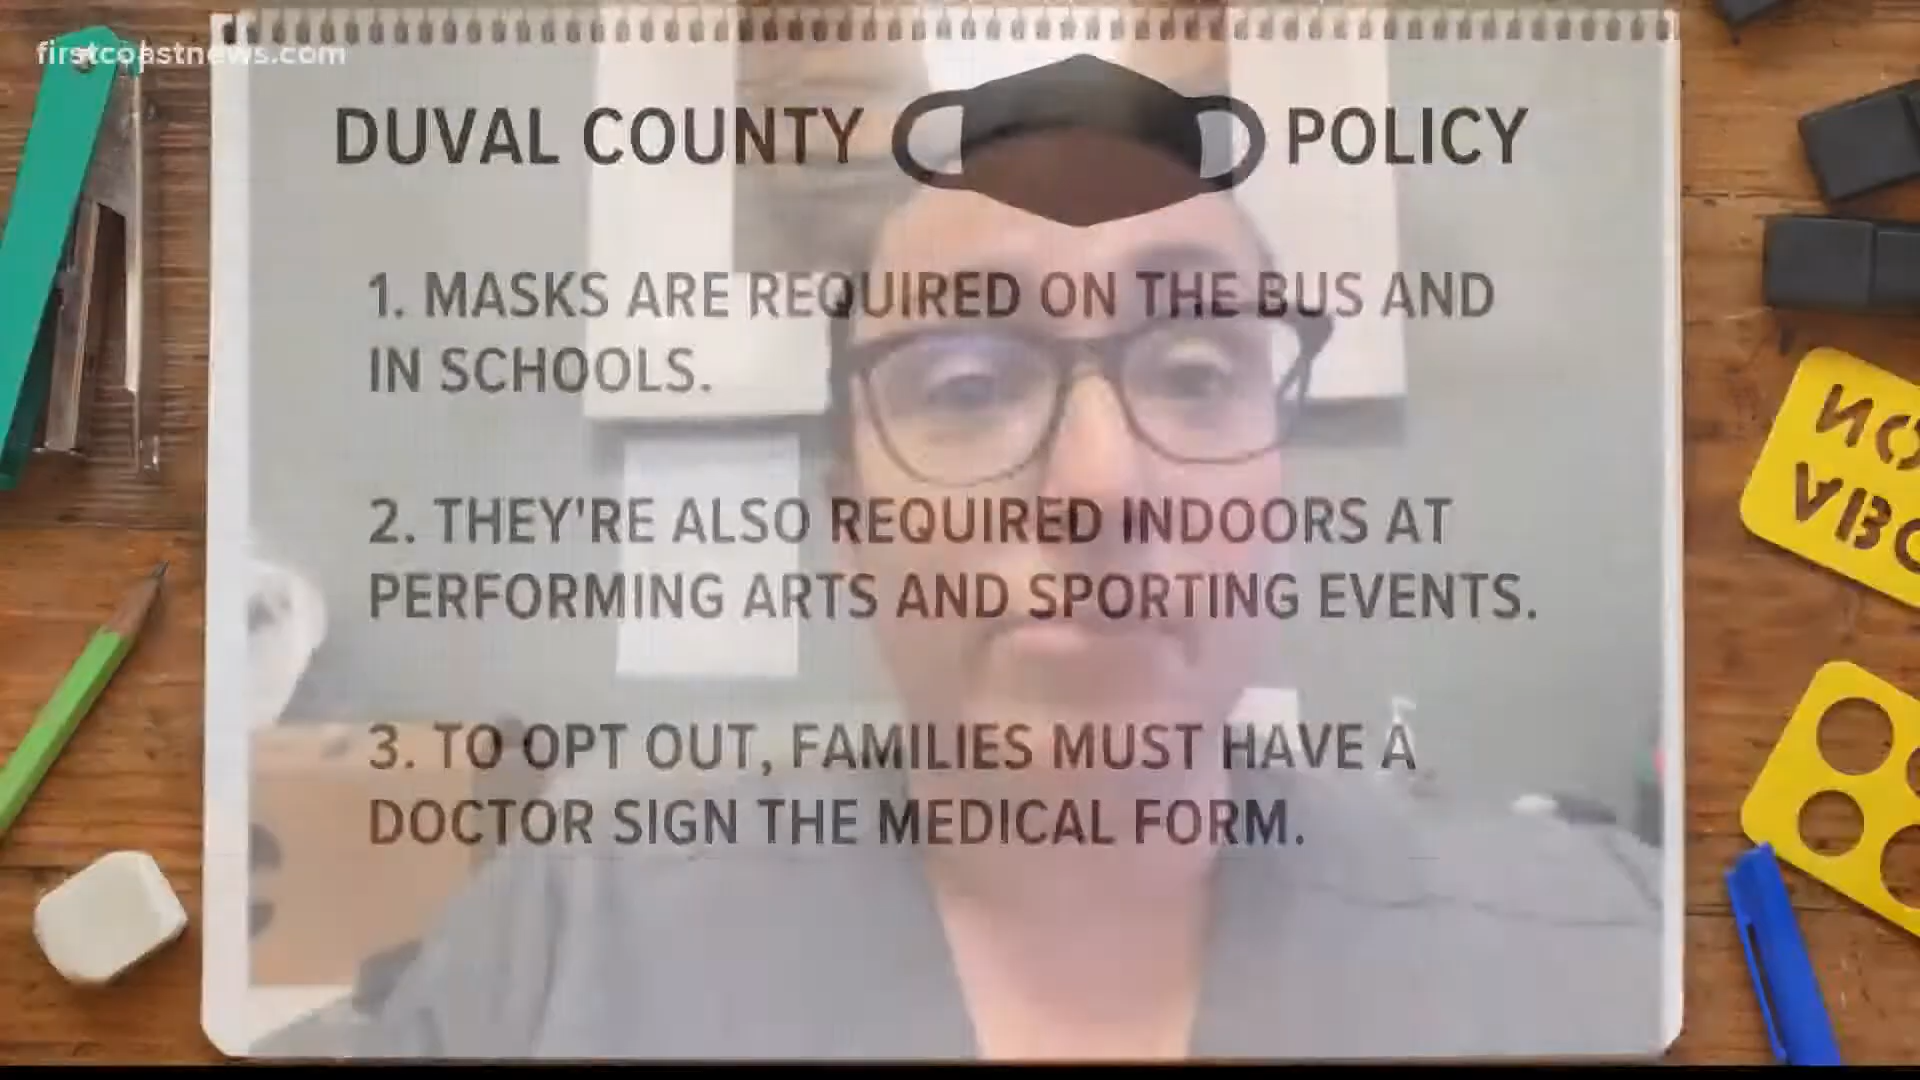 firstcoastnews.com
DUVAL COUNTY POLICY
1. MASKS ARE REQUIRED ON THE BUS AND
IN SCHOOLS.
2. THEY'RE ALSO REQUIRED INDOORS AT
PERFORMING ARTS AND SPORTING EVENTS.
3. TO OPT OUT, FAMILIES MUST HAVE A
DOCTOR SIGN THE MEDICAL FORM.